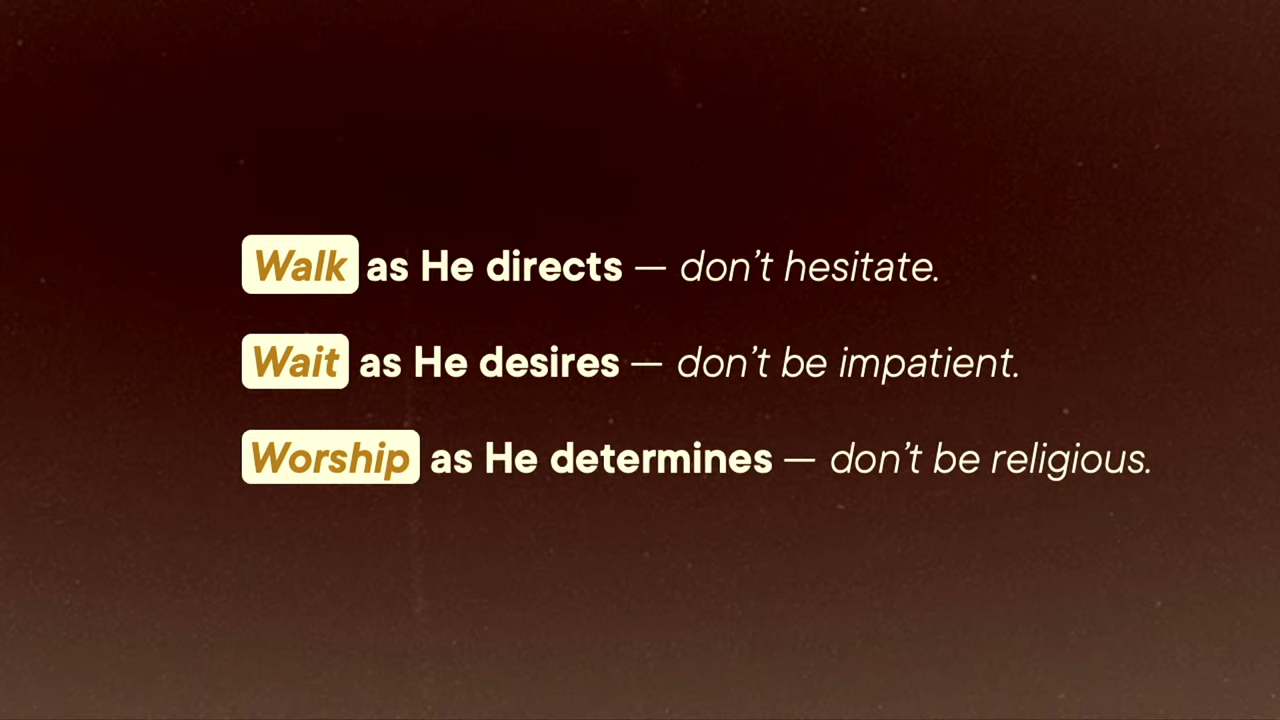 Walk as He directs — don’t hesitate.
Wait as He desires — don’t be impatient.
Worship as He determines — don’t be religious.